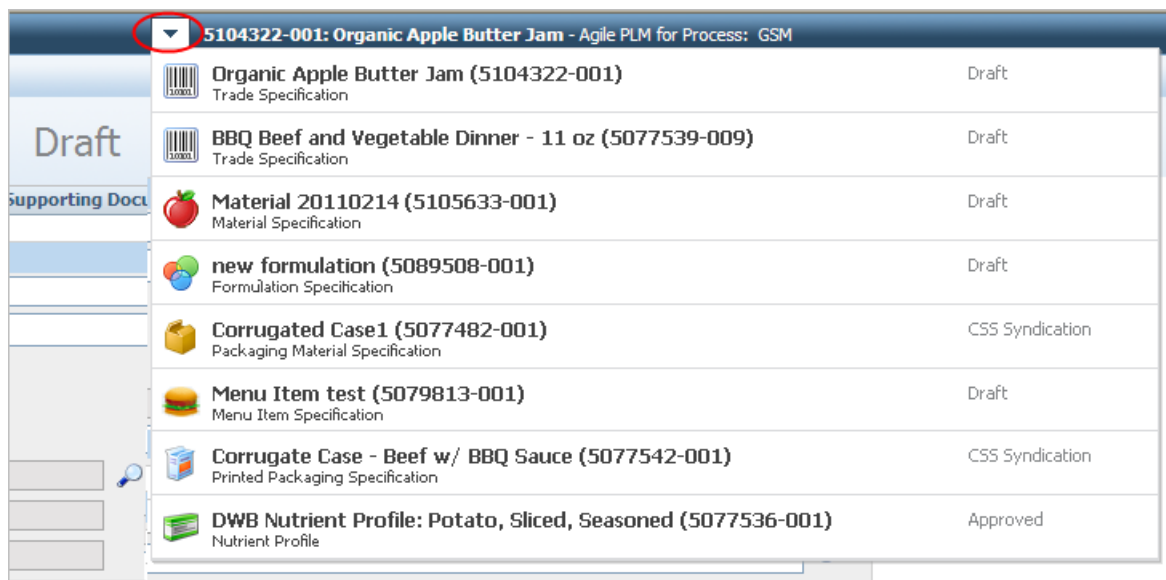 5104322-001: Organic Apple Butter Jam - Agile PLM for Process: GSM
Organic Apple Butter Jam (5104322-001) Draft
Trade Specification
Draft
BBQ Beef and Vegetable Dinner - 11 oz (5077539-009) Draft
Trade Specification
Supporting Docu
Material 20110214 (5105633-001) Draft
Material Specification
new formulation (5089508-001) Draft
Formulation Specification
Corrugated Case1 (5077482-001) CSS Syndication
Packaging Material Specification
Menu Item test (5079813-001) Draft
Menu Item Specification
Corrugate Case - Beef w/ BBQ Sauce (5077542-001) CSS Syndication
Printed Packaging Specification
DWB Nutrient Profile: Potato, Sliced, Seasoned (5077536-001) Approved
Nutrient Profile